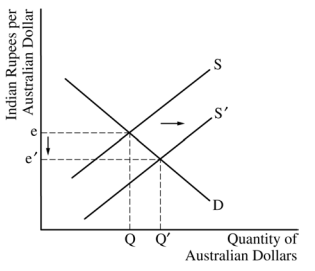 Indian Rupees per
Australian Dollar
S
S′
e
e′
D
Q Q′
Quantity of
Australian Dollars